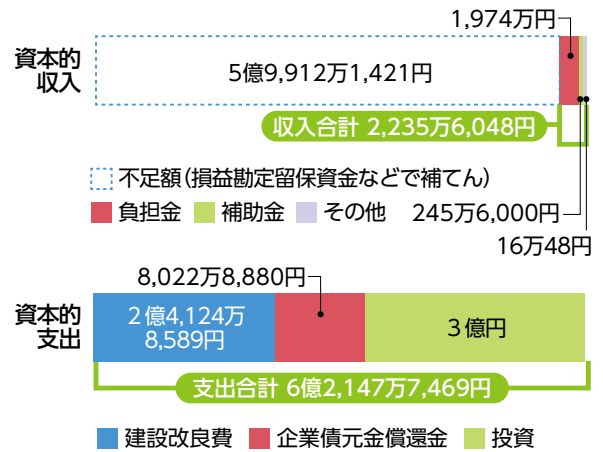 1,974万円
資本的
収入
5億9,912万1,421円
収入合計 2,235万6,048円
不足額(損益勘定留保資金などで補てん)
負担金 補助金 その他 245万6,000円
16万48円
8,022万8,880円
資本的
支出
2億4,124万
8,589円
3億円
支出合計 6億2,147万7,469円
建設改良費 企業債元金償還金 投資